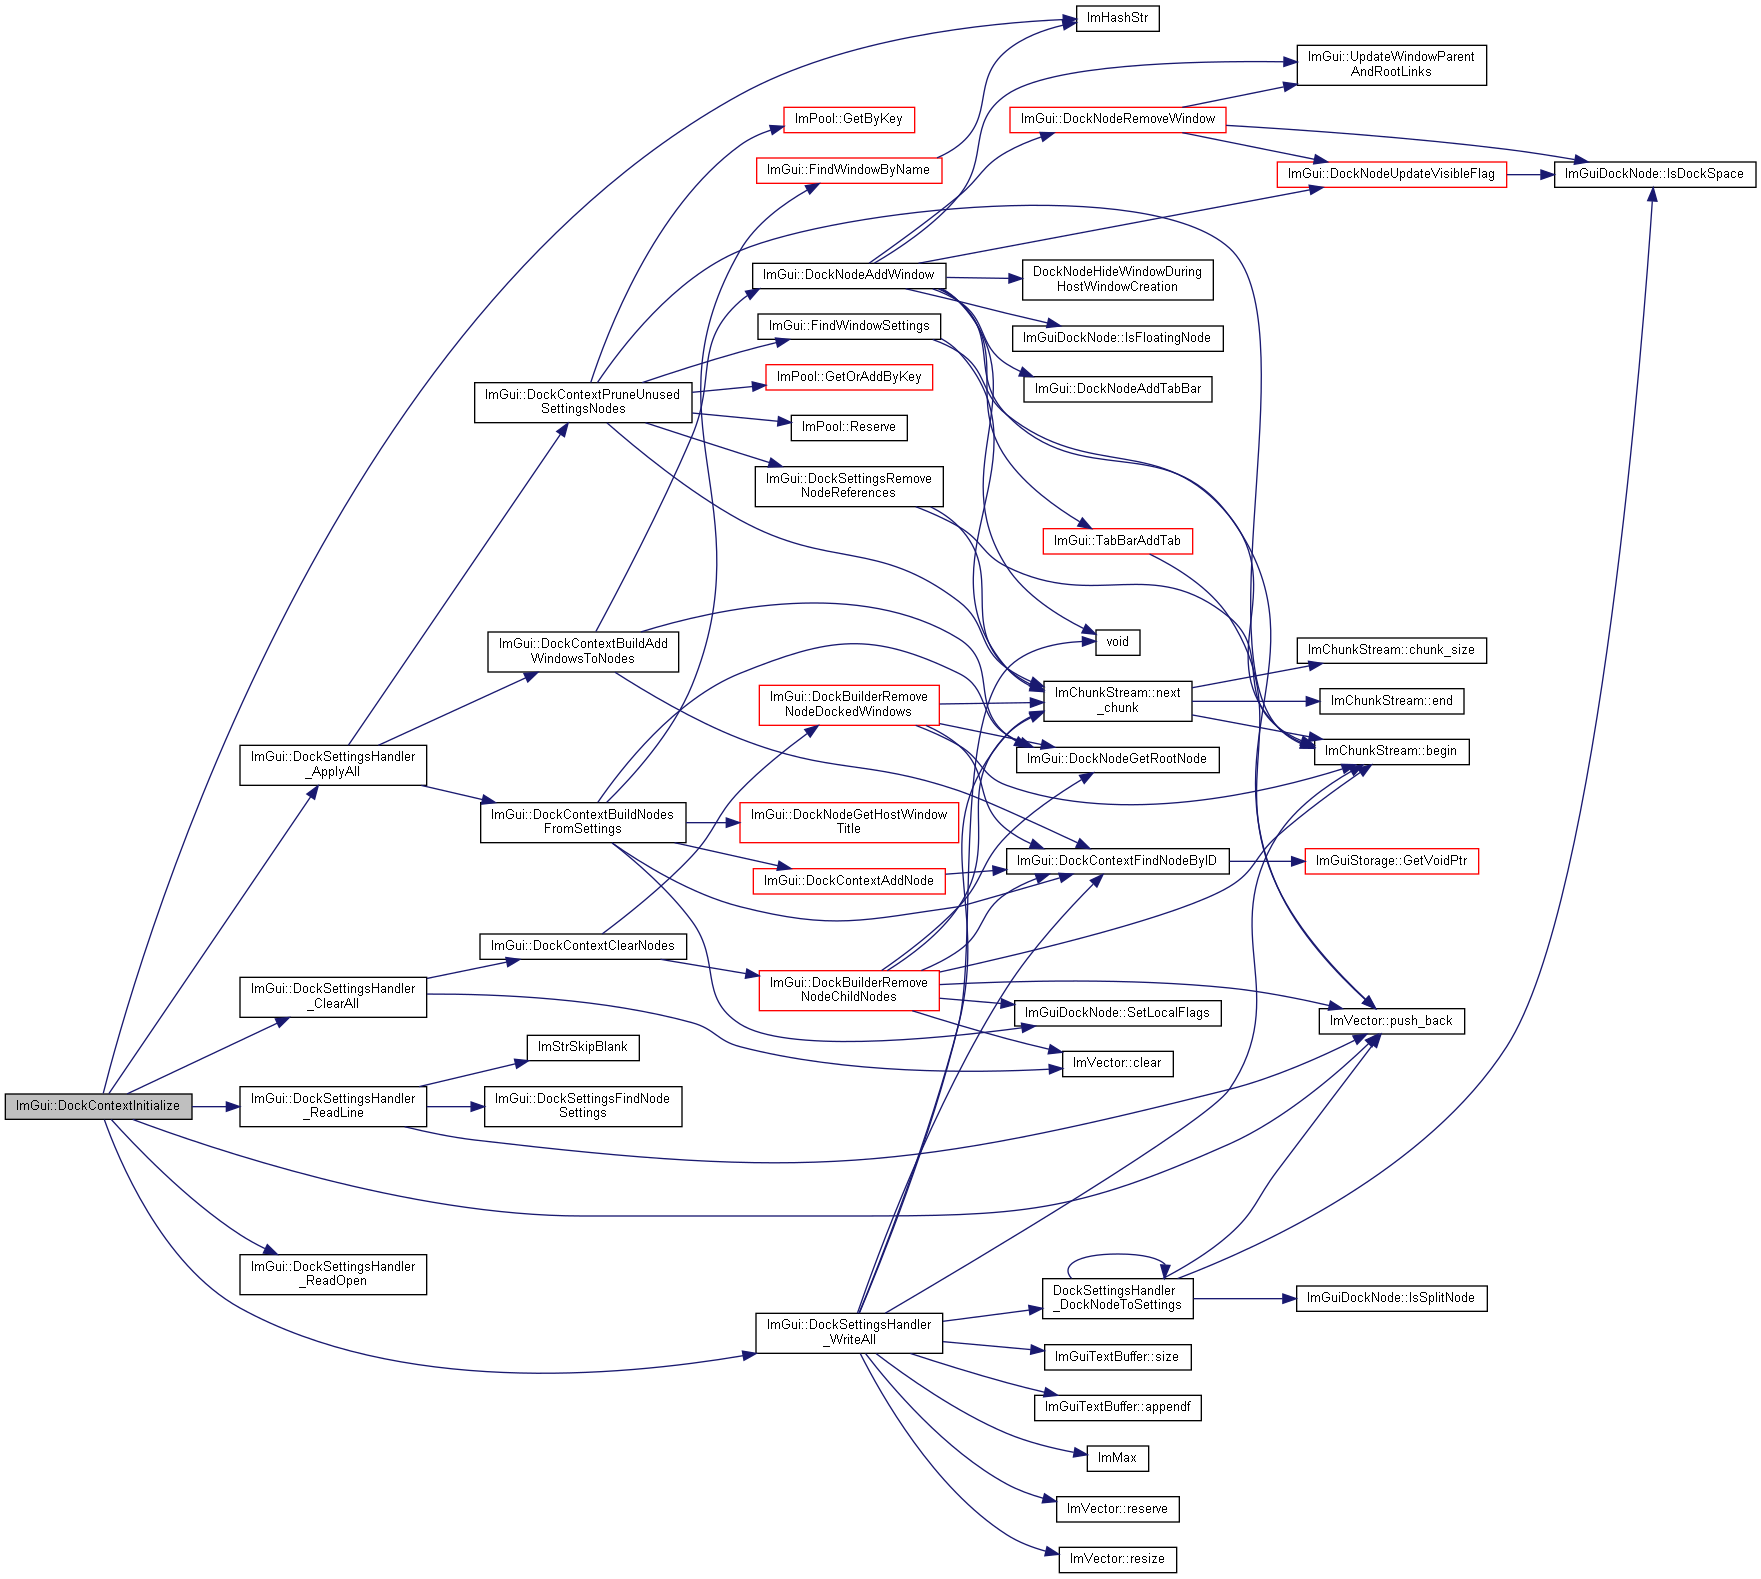 ImHashStr
ImGui::UpdateWindowParent
AndRootLinks
ImPool::GetByKey
ImGui::DockNodeRemoveWindow
ImGui::FindWindowByName
ImGui::DockNodeUpdateVisibleFlag
ImGuiDockNode::IsDockSpace
ImGui::DockNodeAddWindow
DockNodeHideWindowDuring
HostWindowCreation
ImGui::FindWindowSettings
ImGuiDockNode::IsFloatingNode
ImPool::GetOrAddByKey
ImGui::DockNodeAddTabBar
ImGui::DockContextPruneUnused
SettingsNodes
ImPool::Reserve
ImGui::DockSettingsRemove
NodeReferences
ImGui::TabBarAddTab
void
ImGui::DockContextBuildAdd
WindowsToNodes
ImChunkStream::chunk_size
ImGui::DockBuilderRemove
NodeDockedWindows
ImChunkStream::next
_chunk
ImChunkStream::end
ImGui::DockSettingsHandler
_ApplyAll
ImGui::DockNodeGetRootNode
ImChunkStream::begin
ImGui::DockContextBuildNodes
FromSettings
ImGui::DockNodeGetHostWindow
Title
ImGui::DockContextFindNodeByID
ImGuiStorage::GetVoidPtr
ImGui::DockContextAddNode
ImGui::DockContextClearNodes
ImGui::DockSettingsHandler
_ClearAll
ImGui::DockBuilderRemove
NodeChildNodes
ImGuiDockNode::SetLocalFlags
ImVector::push_back
ImStrSkipBlank
ImVector::clear
ImGui::DockContextInitialize
ImGui::DockSettingsHandler
_ReadLine
ImGui::DockSettingsFindNode
Settings
ImGui::DockSettingsHandler
_ReadOpen
DockSettingsHandler
_DockNodeToSettings
ImGuiDockNode::IsSplitNode
ImGui::DockSettingsHandler
_WriteAll
ImGuiTextBuffer::size
ImGuiTextBuffer::appendf
ImMax
ImVector::reserve
ImVector::resize